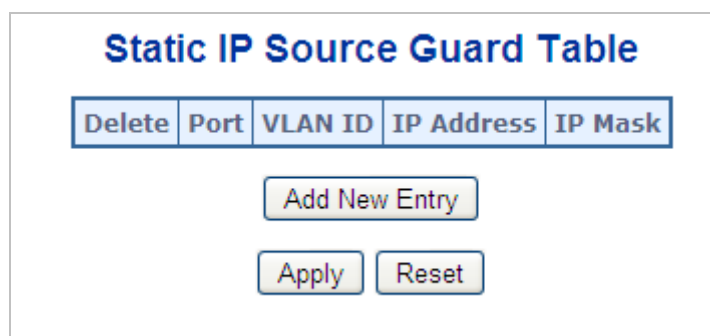 Static IP Source Guard Table
Delete Port VLAN ID IP Address IP Mask
Add New Entry
Apply Reset